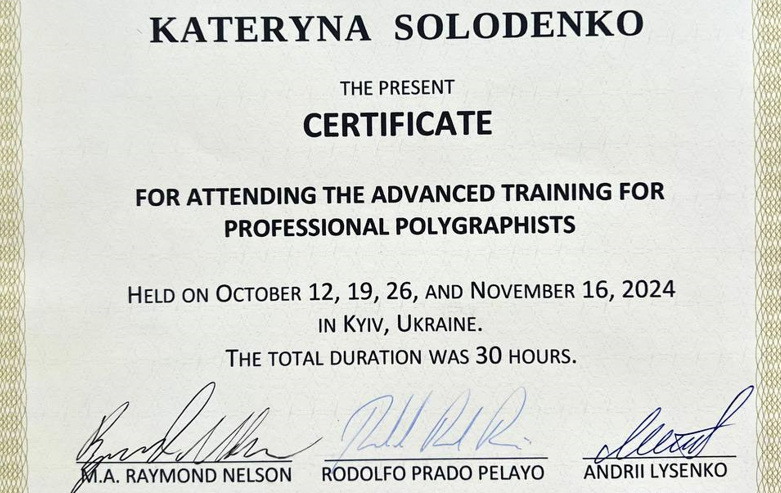 KATERYNA SOLODENKO
THE PRESENT
CERTIFICATE
FOR ATTENDING THE ADVANCED TRAINING FOR
PROFESSIONAL POLYGRAPHISTS
HELD ON OCTOBER 12, 19, 26, AND NOVEMBER 16, 2024
IN KYIV, UKRAINE.
THE TOTAL DURATION WAS 30 HOURS.
M.A. RAYMOND NELSON RODOLFO PRADO PELAYO ANDRII LYSENKO